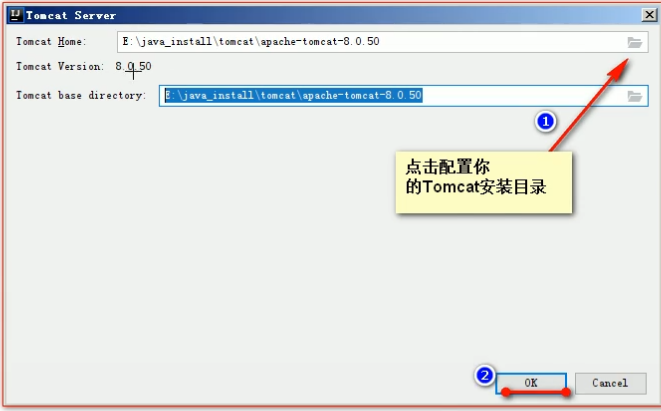 Tomcat Server
Tomcat Home: E:\java_install\tomcat\apache-tomcat-8.0.50
Tomcat Version: 8.0.50
Tomcat base directory: E:\java_install\tomcat\apache-tomcat-8.0.50
1
点击配置你
的Tomcat安装目录
2
OK
Cancel